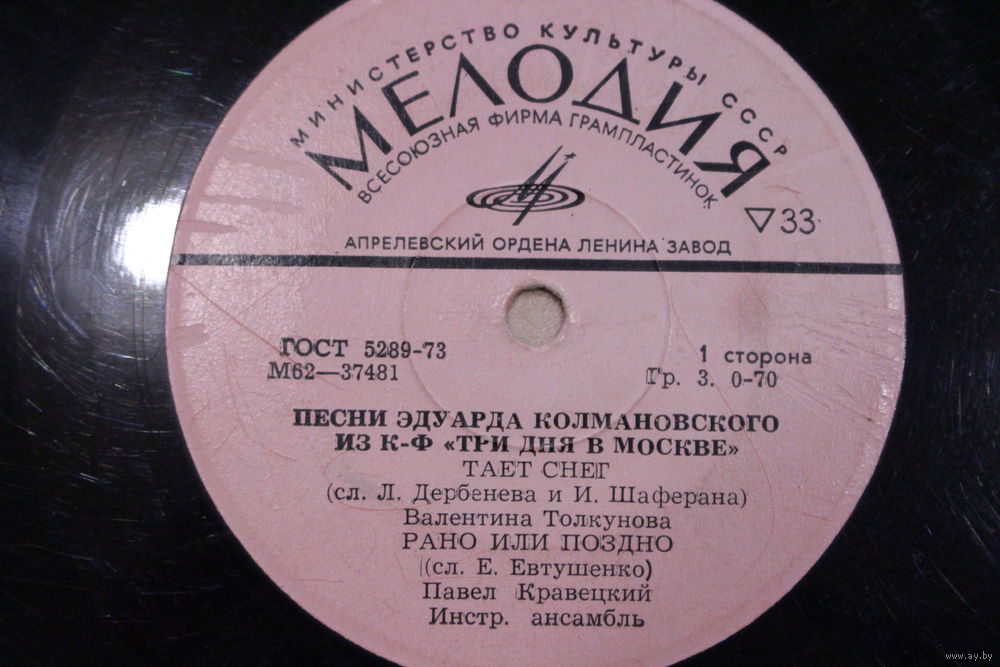 МИНИСТЕРСТВО КУЛЬТУРЫ СССР
МЕЛОДИЯ
ВСЕСОЮЗНАЯ ФИРМА ГРАМПЛАСТИНОК
33
АПРЕЛЕВСКИЙ ОРДЕНА ЛЕНИНА ЗАВОД
ГОСТ 5289-73
М62—37481
1 сторона
Гр. 3. 0-70
ПЕСНИ ЭДУАРДА КОЛМАНОВСКОГО
ИЗ К-Ф «ТРИ ДНЯ В МОСКВЕ»
ТАЕТ СНЕГ
(сл. Л. Дербенева и И. Шаферана)
Валентина Толкунова
РАНО ИЛИ ПОЗДНО
(сл. Е. Евтушенко)
Павел Кравецкий
Инстр. ансамбль
www.ay.by